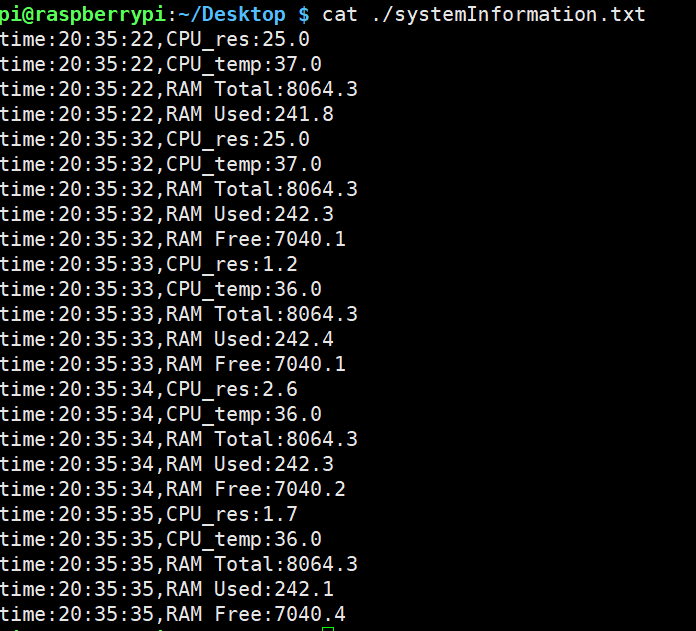 pi@raspberrypi:~/Desktop $ cat ./systemInformation.txt
time:20:35:22,CPU_res:25.0
time:20:35:22,CPU_temp:37.0
time:20:35:22,RAM Total:8064.3
time:20:35:22,RAM Used:241.8
time:20:35:32,CPU_res:25.0
time:20:35:32,CPU_temp:37.0
time:20:35:32,RAM Total:8064.3
time:20:35:32,RAM Used:242.3
time:20:35:32,RAM Free:7040.1
time:20:35:33,CPU_res:1.2
time:20:35:33,CPU_temp:36.0
time:20:35:33,RAM Total:8064.3
time:20:35:33,RAM Used:242.4
time:20:35:33,RAM Free:7040.1
time:20:35:34,CPU_res:2.6
time:20:35:34,CPU_temp:36.0
time:20:35:34,RAM Total:8064.3
time:20:35:34,RAM Used:242.3
time:20:35:34,RAM Free:7040.2
time:20:35:35,CPU_res:1.7
time:20:35:35,CPU_temp:36.0
time:20:35:35,RAM Total:8064.3
time:20:35:35,RAM Used:242.1
time:20:35:35,RAM Free:7040.4